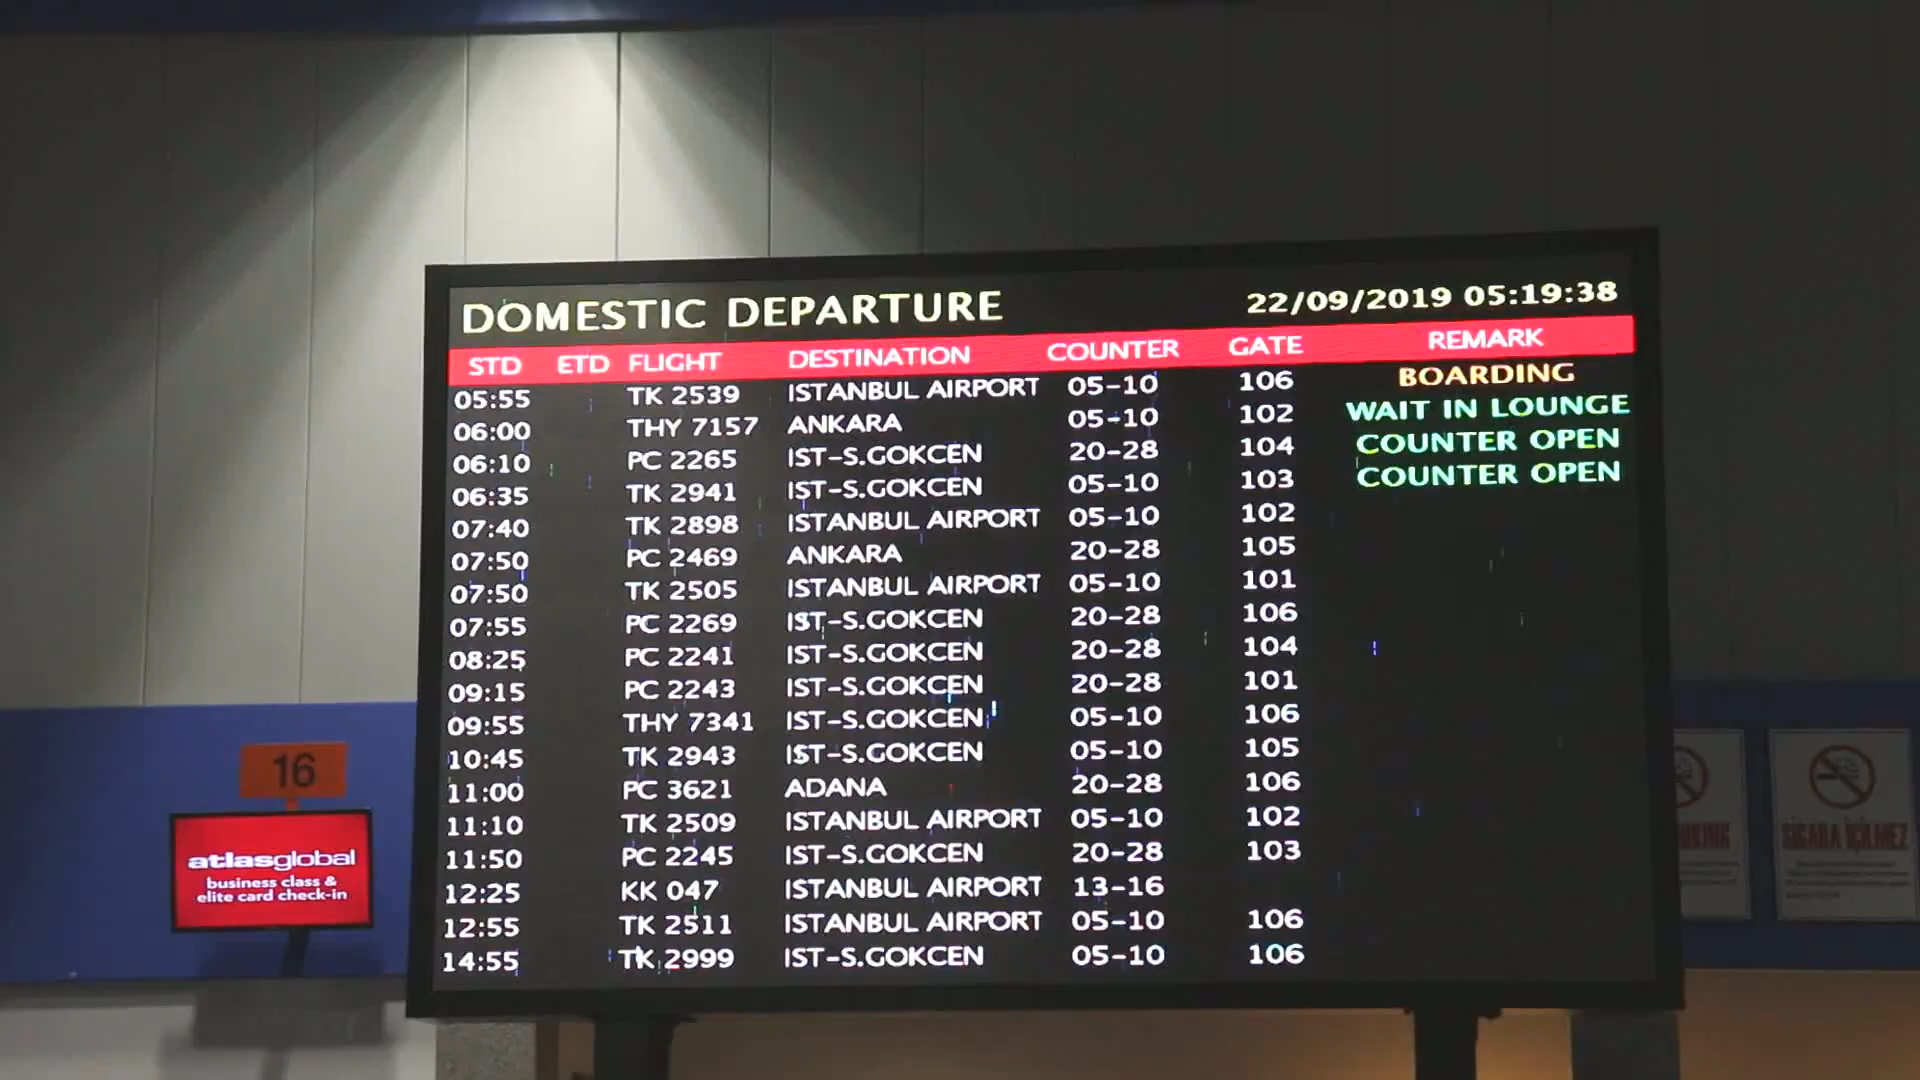 DOMESTIC DEPARTURE 22/09/2019 05:19:38
STD ETD FLIGHT DESTINATION COUNTER GATE REMARK
05:55 TK 2539 ISTANBUL AIRPORT 05-10 106 BOARDING
06:00 THY 7157 ANKARA 05-10 102 WAIT IN LOUNGE
06:10 PC 2265 IST-S.GOKCEN 20-28 104 COUNTER OPEN
06:35 TK 2941 IST-S.GOKCEN 05-10 103 COUNTER OPEN
07:40 TK 2898 ISTANBUL AIRPORT 05-10 102
07:50 PC 2469 ANKARA 20-28 105
07:50 TK 2505 ISTANBUL AIRPORT 05-10 101
07:55 PC 2269 IST-S.GOKCEN 20-28 106
08:25 PC 2241 IST-S.GOKCEN 20-28 104
09:15 PC 2243 IST-S.GOKCEN 20-28 101
09:55 THY 7341 IST-S.GOKCEN 05-10 106
10:45 TK 2943 IST-S.GOKCEN 05-10 105
11:00 PC 3621 ADANA 20-28 106
11:10 TK 2509 ISTANBUL AIRPORT 05-10 102
11:50 PC 2245 IST-S.GOKCEN 20-28 103
12:25 KK 047 ISTANBUL AIRPORT 13-16
12:55 TK 2511 ISTANBUL AIRPORT 05-10 106
14:55 TK 2999 IST-S.GOKCEN 05-10 106
16
atlasglobal
business class &
elite card check-in
SİGARA İÇİLMEZ